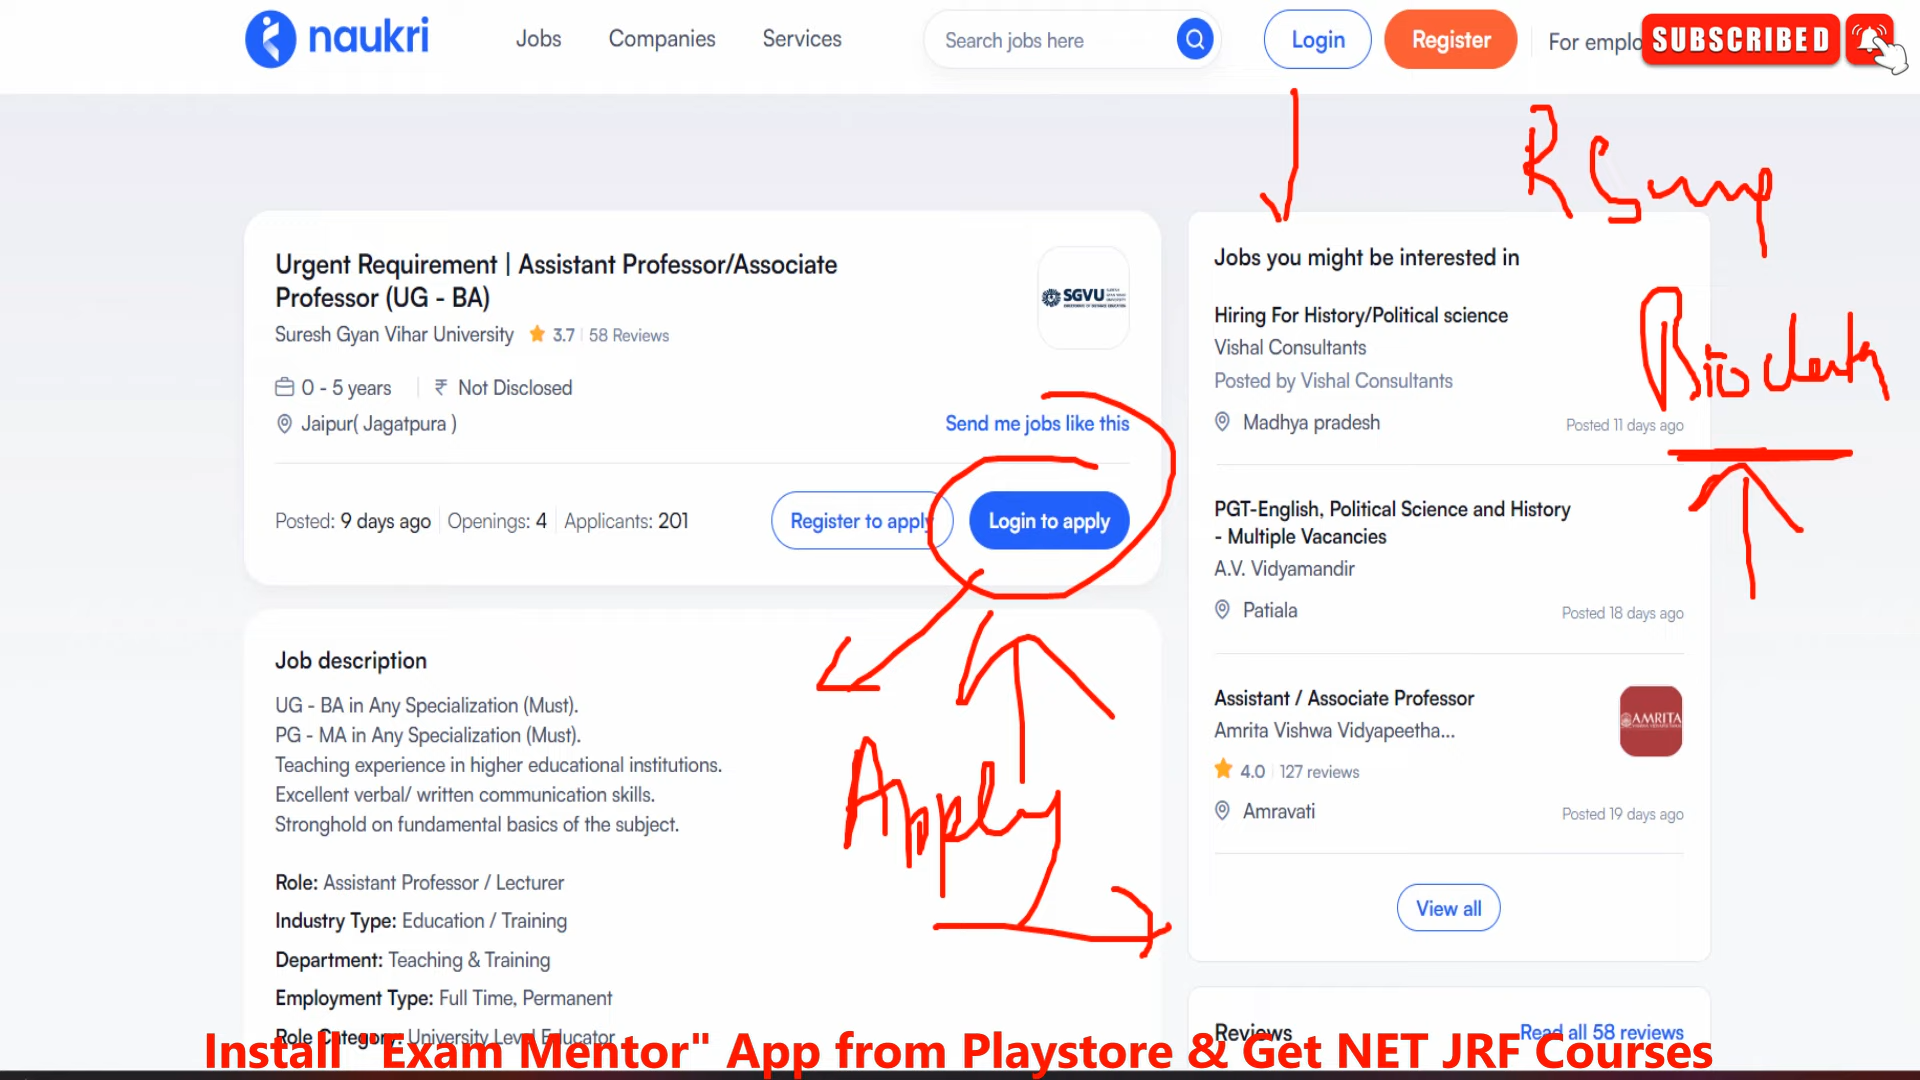 naukri
Jobs
Companies
Services
Search jobs here
Login
Register
For emplo
SUBSCRIBED
Urgent Requirement | Assistant Professor/Associate
Professor (UG - BA)
Suresh Gyan Vihar University
3.7
58 Reviews
SGVU
0 - 5 years
₹ Not Disclosed
Jaipur( Jagatpura )
Send me jobs like this
Posted: 9 days ago
Openings: 4
Applicants: 201
Register to apply
Login to apply
Job description
UG - BA in Any Specialization (Must).
PG - MA in Any Specialization (Must).
Teaching experience in higher educational institutions.
Excellent verbal/ written communication skills.
Stronghold on fundamental basics of the subject.
Role: Assistant Professor / Lecturer
Industry Type: Education / Training
Department: Teaching & Training
Employment Type: Full Time, Permanent
Role Category: University Level Educator
Apply
Jobs you might be interested in
Hiring For History/Political science
Vishal Consultants
Posted by Vishal Consultants
Madhya pradesh
Posted 11 days ago
PGT-English, Political Science and History
- Multiple Vacancies
A.V. Vidyamandir
Patiala
Posted 18 days ago
Assistant / Associate Professor
Amrita Vishwa Vidyapeetha...
AMRITA
4.0
127 reviews
Amravati
Posted 19 days ago
View all
Reviews
Read all 58 reviews
Install "Exam Mentor" App from Playstore & Get NET JRF Courses